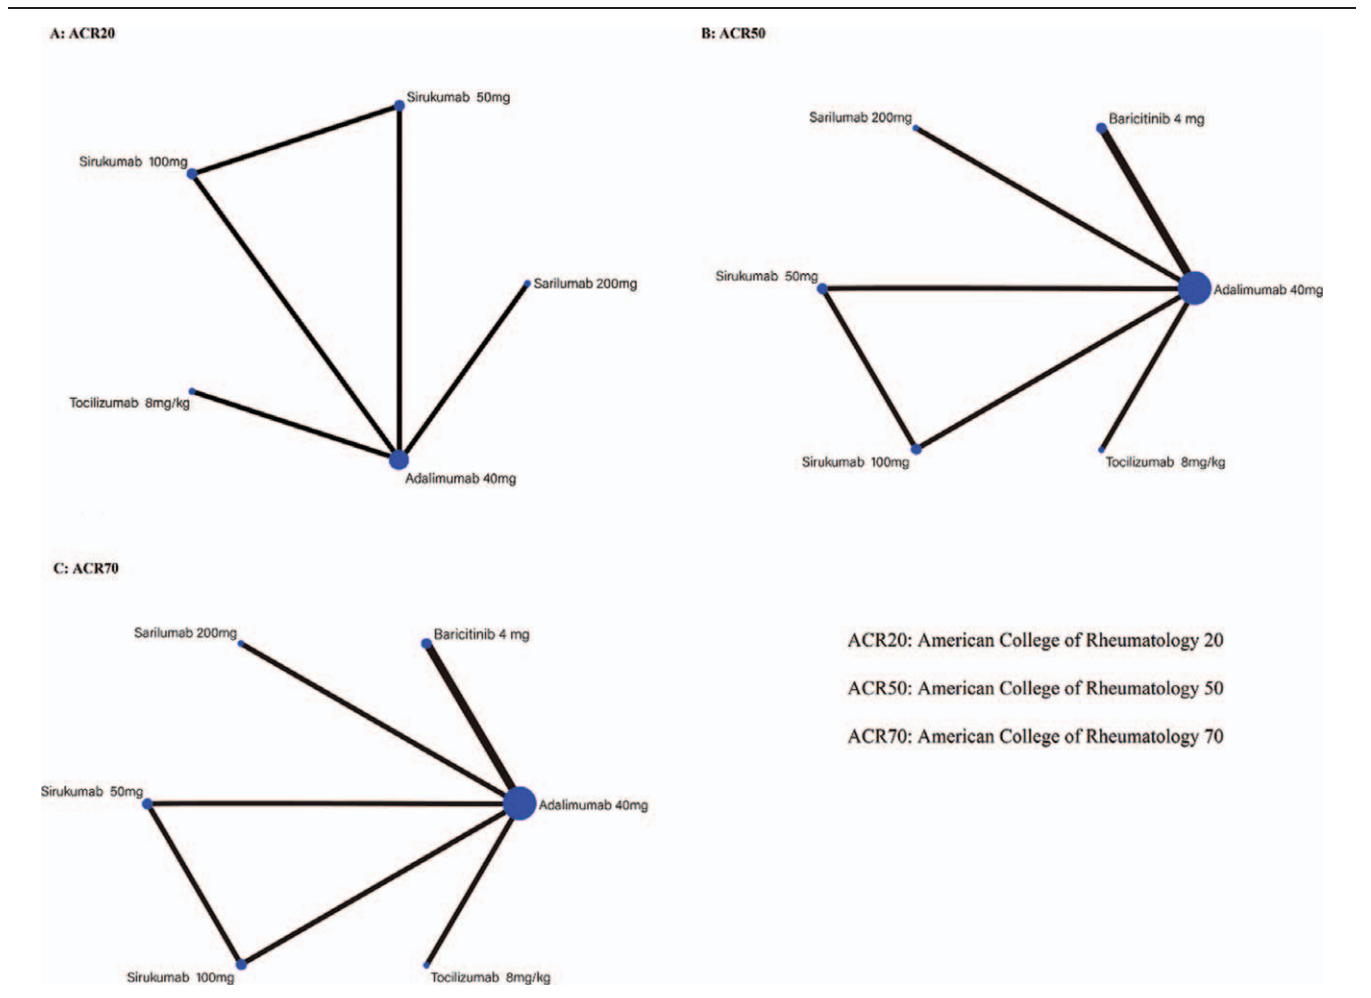 A: ACR20
Sirukumab 50mg
Sirukumab 100mg
Sarilumab 200mg
Tocilizumab 8mg/kg
Adalimumab 40mg
B: ACR50
Sarilumab 200mg
Baricitinib 4 mg
Sirukumab 50mg
Adalimumab 40mg
Sirukumab 100mg
Tocilizumab 8mg/kg
C: ACR70
Sarilumab 200mg
Baricitinib 4 mg
Sirukumab 50mg
Adalimumab 40mg
Sirukumab 100mg
Tocilizumab 8mg/kg
ACR20: American College of Rheumatology 20
ACR50: American College of Rheumatology 50
ACR70: American College of Rheumatology 70